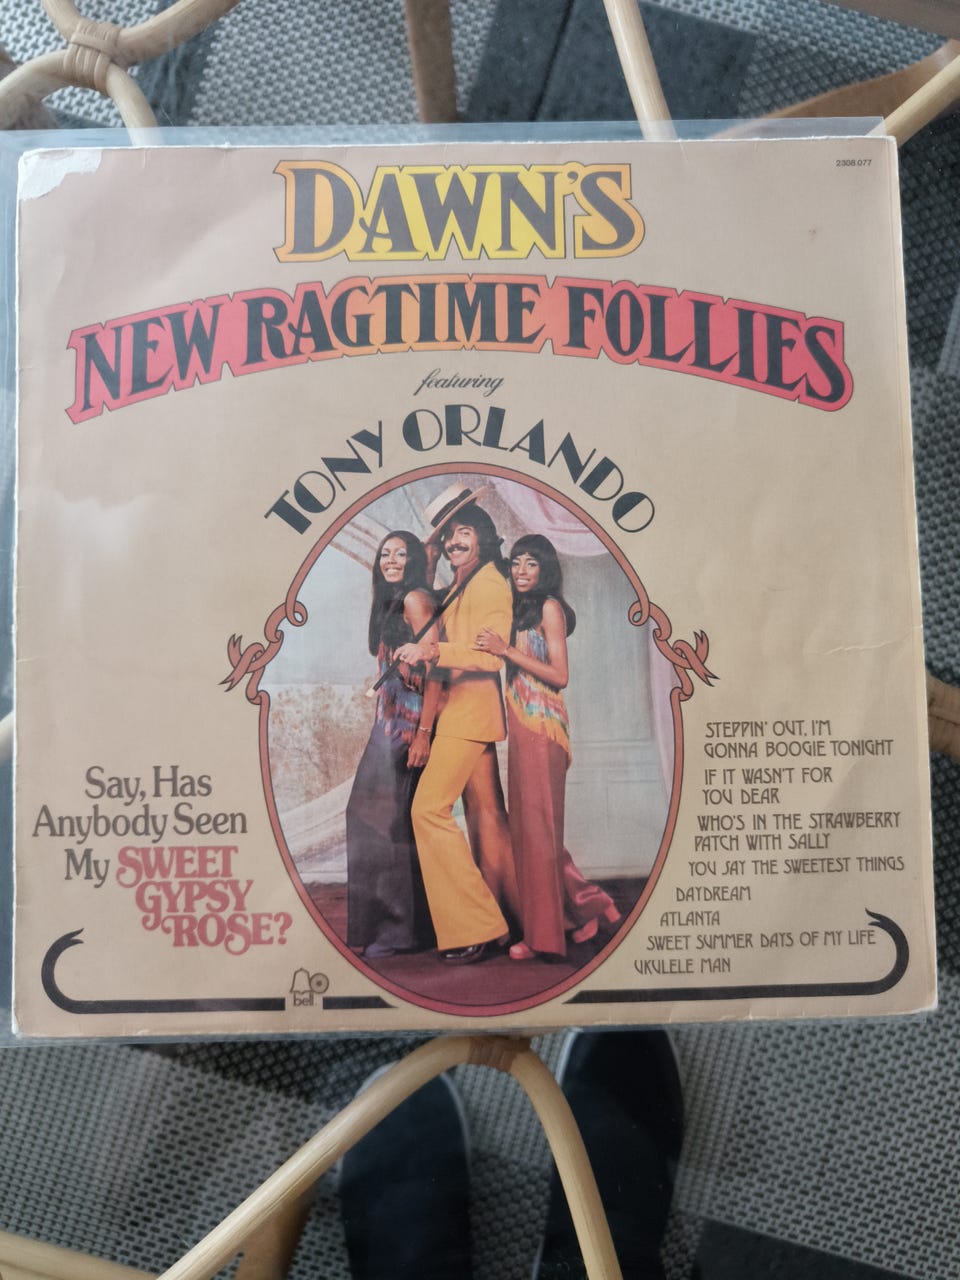 2308 077
DAWN'S
NEW RAGTIME FOLLIES
featuring
TONY ORLANDO
Say, Has
Anybody Seen
My SWEET
GYPSY
ROSE?
STEPPIN' OUT, I'M
GONNA BOOGIE TONIGHT
IF IT WASN'T FOR
YOU DEAR
WHO'S IN THE STRAWBERRY
PATCH WITH SALLY
YOU SAY THE SWEETEST THINGS
DAYDREAM
ATLANTA
SWEET SUMMER DAYS OF MY LIFE
UKULELE MAN
bell